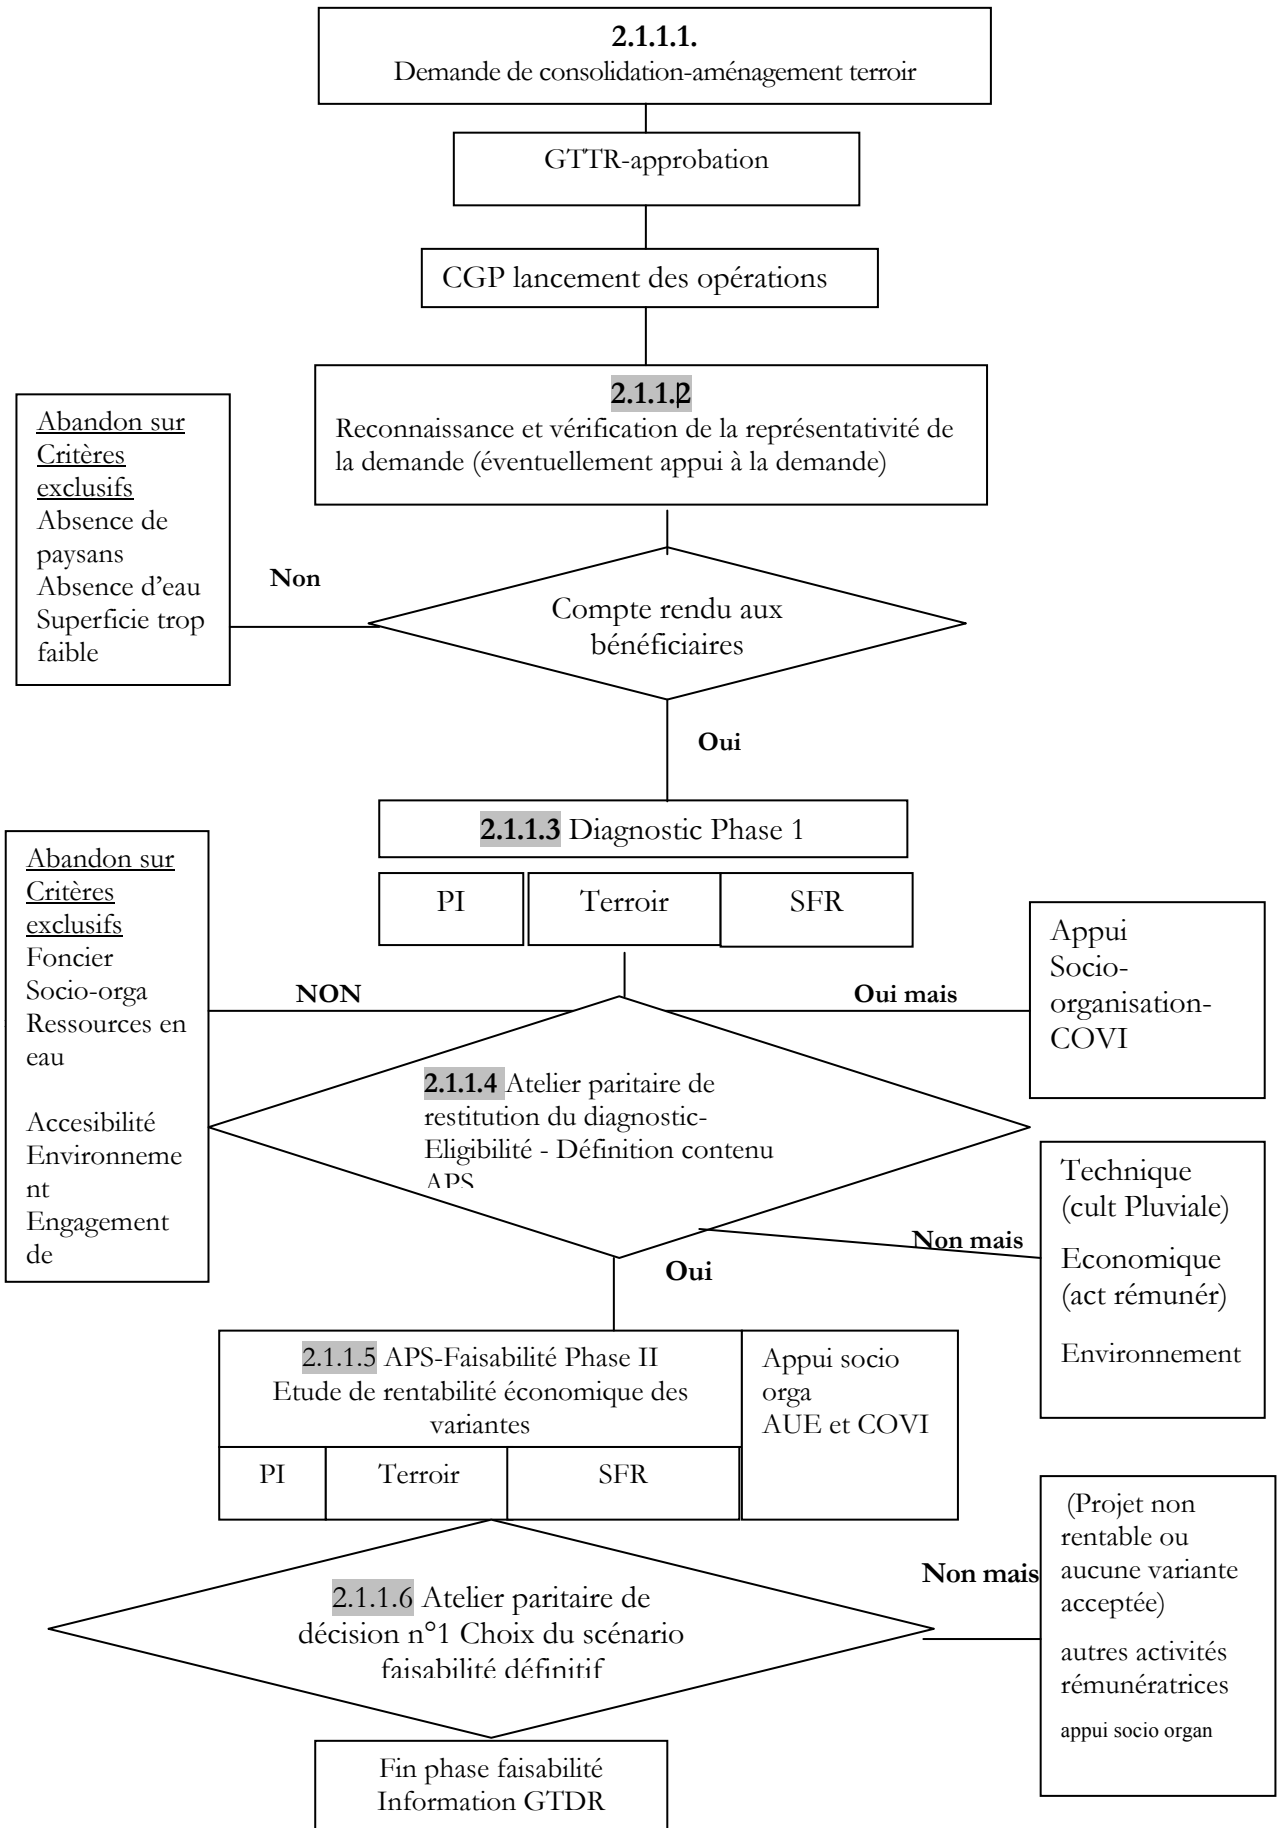 2.1.1.1.
Demande de consolidation-aménagement terroir
GTTR-approbation
CGP lancement des opérations
2.1.1.2
Reconnaissance et vérification de la représentativité de
la demande (éventuellement appui à la demande)
Abandon sur
Critères
exclusifs
Absence de
paysans
Absence d'eau
Superficie trop
faible
Non
Compte rendu aux
bénéficiaires
Oui
2.1.1.3 Diagnostic Phase 1
PI
Terroir
SFR
Abandon sur
Critères
exclusifs
Foncier
Socio-orga
Ressources en
eau
Accesibilité
Environneme
nt
Engagement
de
NON
Oui mais
Appui
Socio-
organisation-
COVI
2.1.1.4 Atelier paritaire de
restitution du diagnostic-
Eligibilité - Définition contenu
APS
Non mais
Technique
(cult Pluviale)
Economique
(act rémunér)
Environnement
Oui
2.1.1.5 APS-Faisabilité Phase II
Etude de rentabilité économique des
variantes
Appui socio
orga
AUE et COVI
PI
Terroir
SFR
2.1.1.6 Atelier paritaire de
décision n°1 Choix du scénario
faisabilité définitif
Non mais
(Projet non
rentable ou
aucune variante
acceptée)
autres activités
rémunératrices
appui socio organ
Fin phase faisabilité
Information GTDR